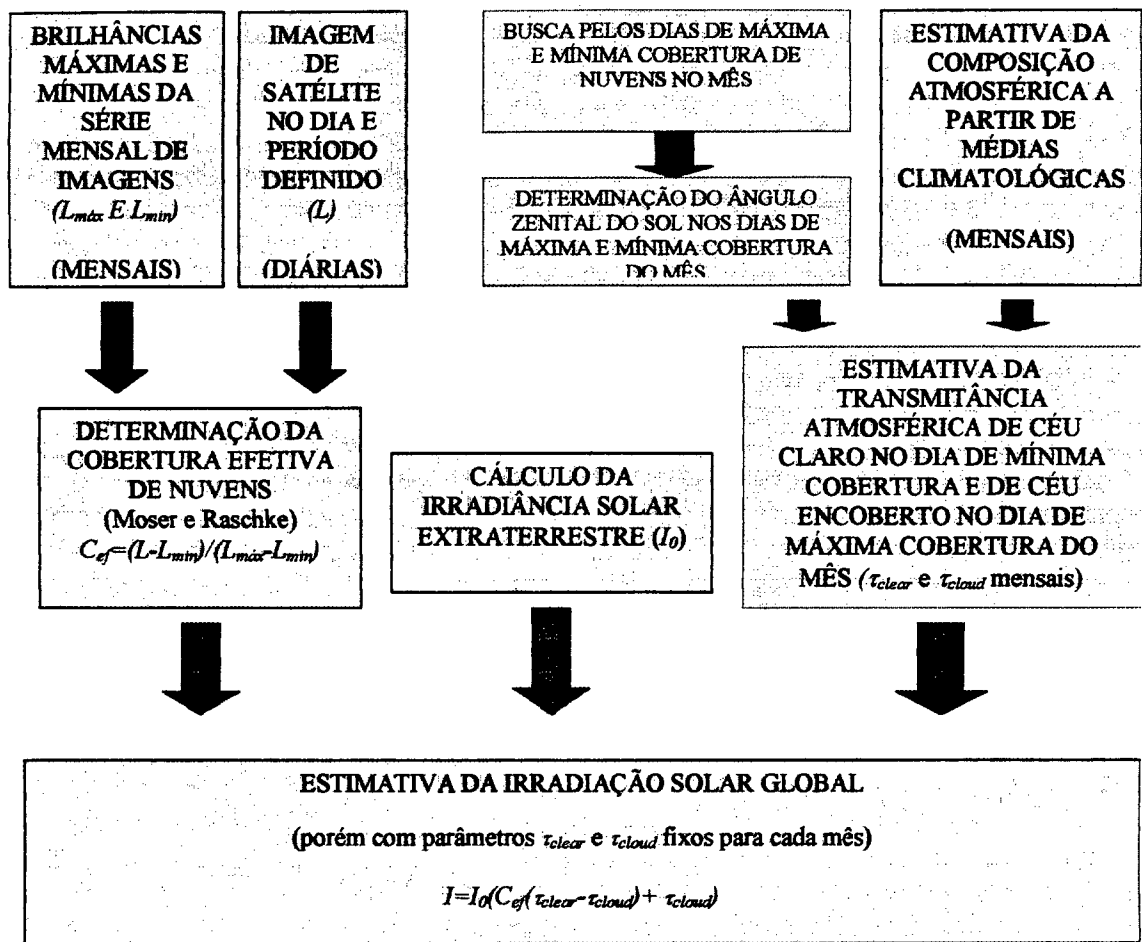 BRILHÂNCIAS
MÁXIMAS E
MÍNIMAS DA
SÉRIE
MENSAL DE
IMAGENS
(Lmáx E Lmin)
(MENSAIS)
IMAGEM
DE
SATÉLITE
NO DIA E
PERÍODO
DEFINIDO
(L)
(DIÁRIAS)
BUSCA PELOS DIAS DE MÁXIMA
E MÍNIMA COBERTURA DE
NUVENS NO MÊS
DETERMINAÇÃO DO ÂNGULO
ZENITAL DO SOL NOS DIAS DE
MÁXIMA E MÍNIMA COBERTURA
DO MÊS
ESTIMATIVA DA
COMPOSIÇÃO
ATMOSFÉRICA A
PARTIR DE
MÉDIAS
CLIMATOLÓGICAS
(MENSAIS)
DETERMINAÇÃO DA
COBERTURA EFETIVA
DE NUVENS
(Moser e Raschke)
Cef=(L-Lmin)/(Lmáx-Lmin)
CÁLCULO DA
IRRADIÂNCIA SOLAR
EXTRATERRESTRE (I0)
ESTIMATIVA DA
TRANSMITÂNCIA
ATMOSFÉRICA DE CÉU
CLARO NO DIA DE MÍNIMA
COBERTURA E DE CÉU
ENCOBERTO NO DIA DE
MÁXIMA COBERTURA DO
MÊS (τclear e τcloud mensais)
ESTIMATIVA DA IRRADIAÇÃO SOLAR GLOBAL
(porém com parâmetros τclear e τcloud fixos para cada mês)
I=I0(Cef(τclear-τcloud)+ τcloud)